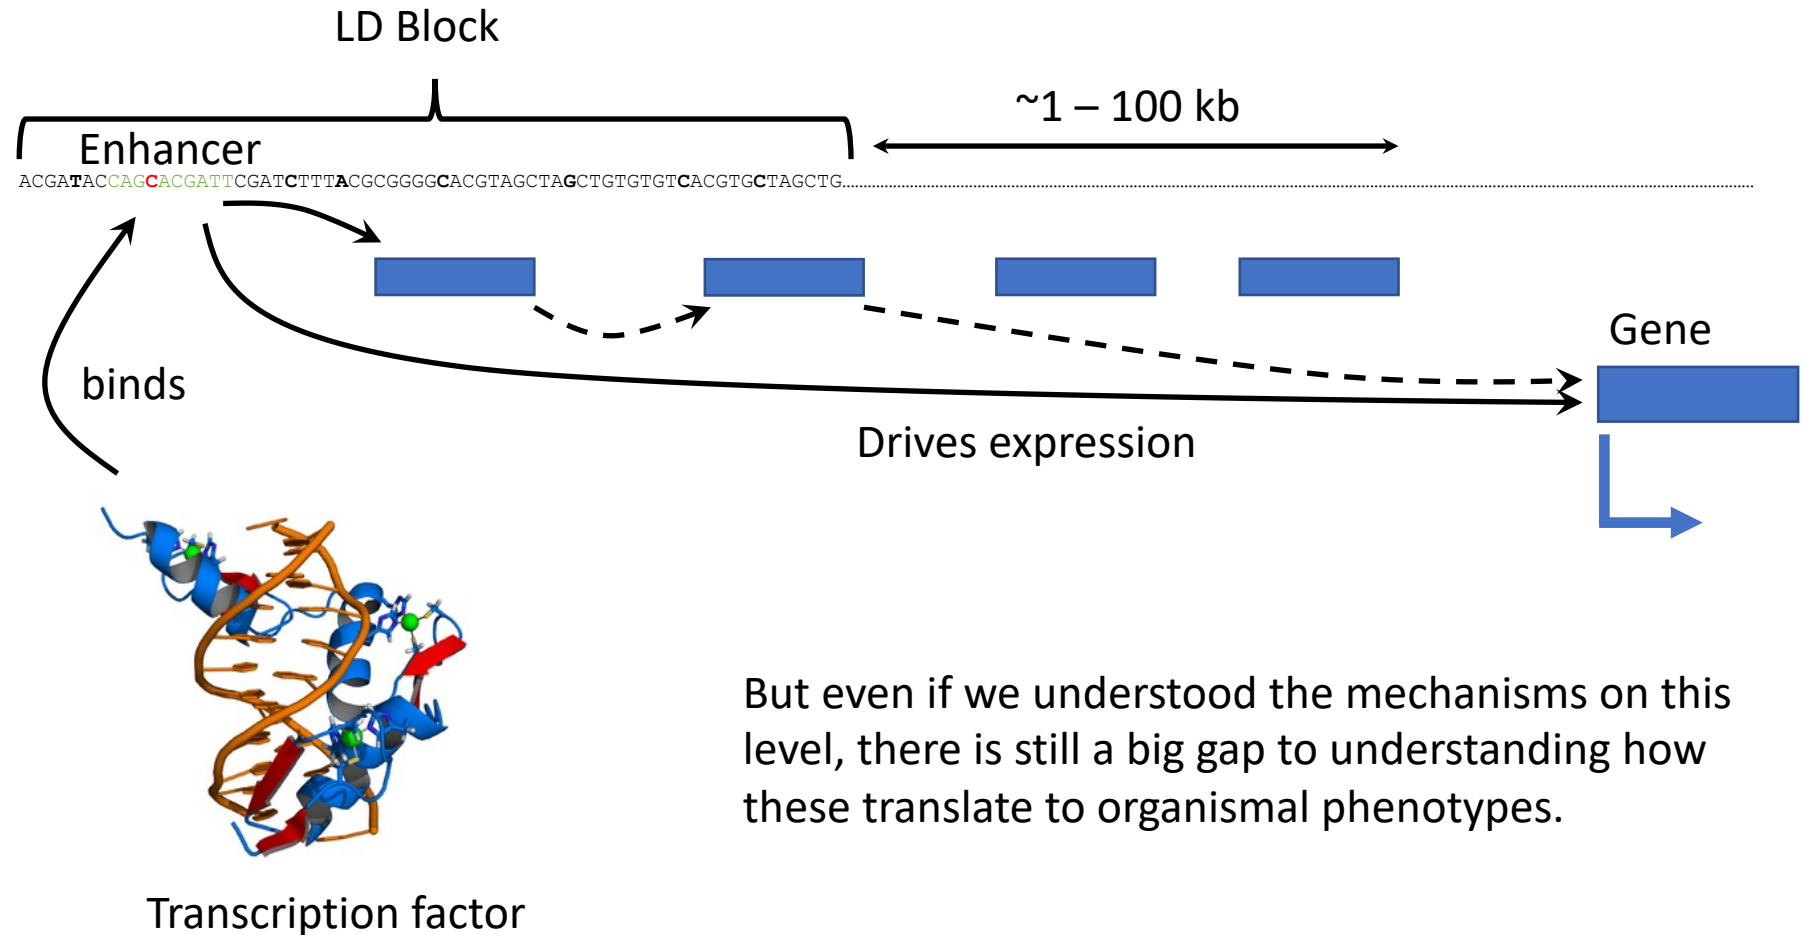 LD Block
~1 – 100 kb
Enhancer
ACGATACCAGCACGATTCGATCTTTACGCGGGGCACGTAGCTAGCTGTGTGTCACGTGCTAGCTG
Gene
binds
Drives expression
But even if we understood the mechanisms on this
level, there is still a big gap to understanding how
these translate to organismal phenotypes.
Transcription factor